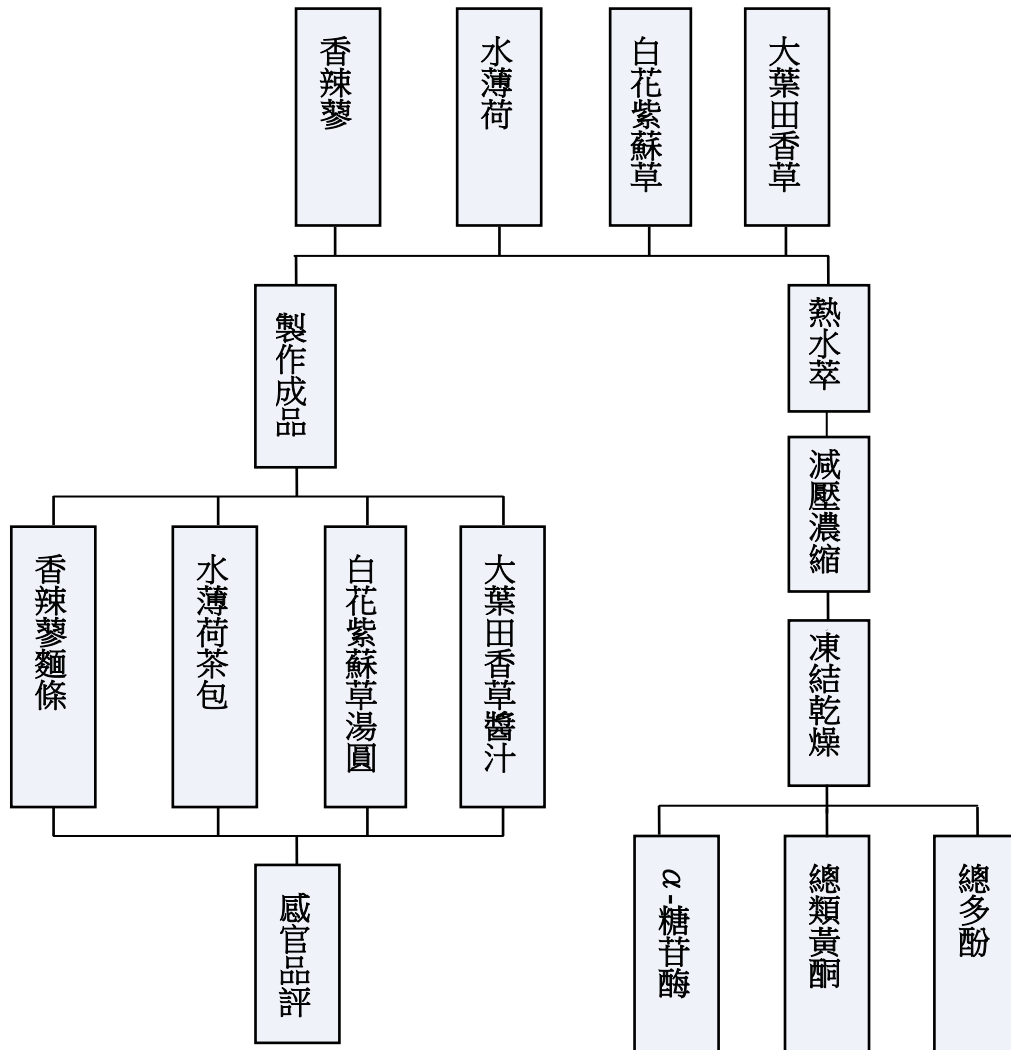 香辣蓼
水薄荷
白花紫蘇草
大葉田香草
製作成品
熱水萃
減壓濃縮
凍結乾燥
香辣蓼麵條
水薄荷茶包
白花紫蘇草湯圓
大葉田香草醬汁
感官品評
α-糖苷酶
總類黃酮
總多酚